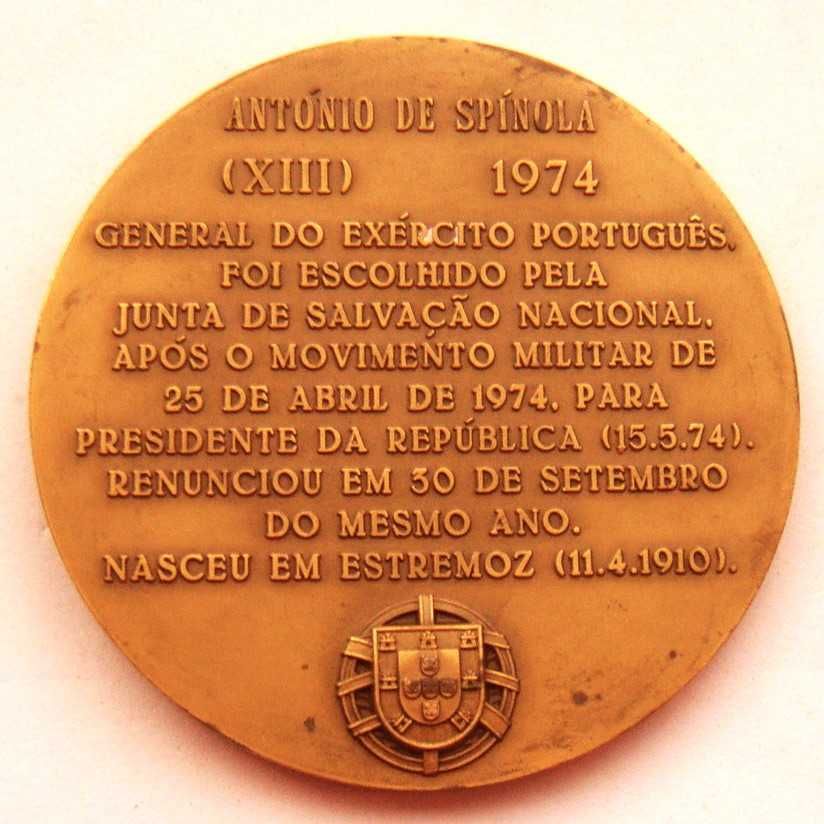 ANTÓNIO DE SPÍNOLA
(XIII) 1974
GENERAL DO EXÉRCITO PORTUGUÊS,
FOI ESCOLHIDO PELA
JUNTA DE SALVAÇÃO NACIONAL,
APÓS O MOVIMENTO MILITAR DE
25 DE ABRIL DE 1974, PARA
PRESIDENTE DA REPÚBLICA (15.5.74).
RENUNCIOU EM 30 DE SETEMBRO
DO MESMO ANO.
NASCEU EM ESTREMOZ (11.4.1910).